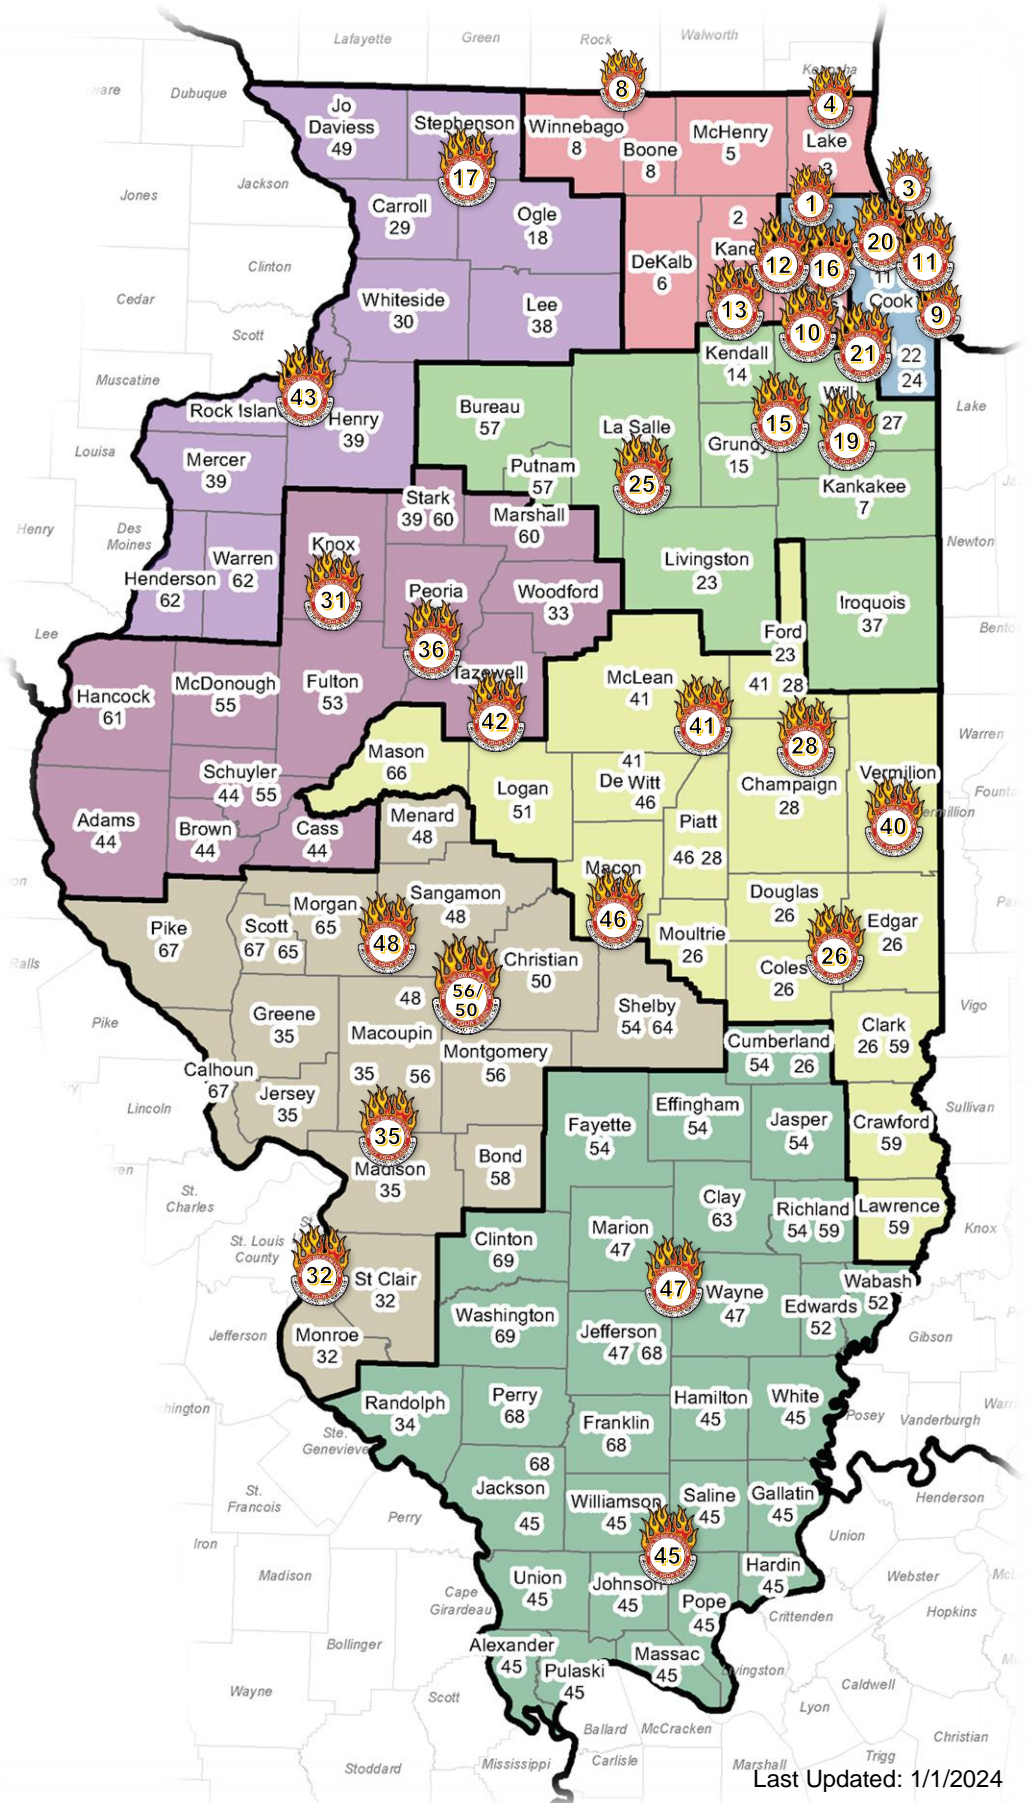 Lafayette
Green
Rock
Walworth
Dubuque
Jo
Daviess
49
Stephenson
17
Winnebago
8
Boone
8
8
McHenry
5
4
Lake
3
3
Jones
Jackson
Carroll
29
Ogle
18
DeKalb
6
2
Kane
1
12
16
20
11
11
Cook
9
13
10
21
22
24
Clinton
Cedar
Scott
Whiteside
30
Lee
38
Muscatine
43
Rock Islan
Henry
39
Bureau
57
Kendall
14
Lake
Louisa
Mercer
39
La Salle
25
Grundy
15
15
Will
19
27
Putnam
57
Kankakee
7
Henry
Des
Moines
Stark
39 60
Marshall
60
Newton
Henderson
62
Warren
62
Knox
31
Peoria
36
Woodford
33
Livingston
23
Iroquois
37
Lee
Ford
23
41 28
Hancock
61
McDonough
55
Fulton
53
Tazewell
42
McLean
41
41
28
Champaign
28
Warren
Mason
66
Schuyler
44 55
Logan
51
41
De Witt
46
Vermilion
40
Adams
44
Brown
44
Cass
44
Menard
48
Piatt
46 28
Macon
46
Douglas
26
Edgar
26
Pike
67
Scott
67 65
Morgan
65
48
Sangamon
48
Moultrie
26
26
Coles
26
Ralls
Christian
50
56/
50
Shelby
54 64
Vigo
Pike
Greene
35
48
Macoupin
35 56
Montgomery
56
Cumberland
54 26
Clark
26 59
Calhoun
67
Jersey
35
Lincoln
35
Madison
35
Bond
58
Fayette
54
Effingham
54
Jasper
54
Crawford
59
Sullivan
St.
Charles
St. Louis
County
32
St Clair
32
Clinton
69
Marion
47
Clay
63
Richland
54 59
Lawrence
59
Knox
47
Wayne
47
Wabash
52
Edwards
52
Jefferson
Monroe
32
Washington
69
Jefferson
47 68
Gibson
Randolph
34
Perry
68
Franklin
68
Hamilton
45
White
45
Posey
Vanderburgh
Ste.
Genevieve
St.
Francois
Perry
68
Jackson
45
Williamson
45
Saline
45
Gallatin
45
Henderson
Iron
45
Union
Madison
Cape
Girardeau
Union
45
Johnson
45
Hardin
45
Pope
45
Webster
Crittenden
Hopkins
Bollinger
Alexander
45
Pulaski
45
Massac
45
Caldwell
Wayne
Scott
Lyon
Ballard
McCracken
Christian
Stoddard
Mississippi
Carlisle
Marshall
Trigg
Last Updated: 1/1/2024